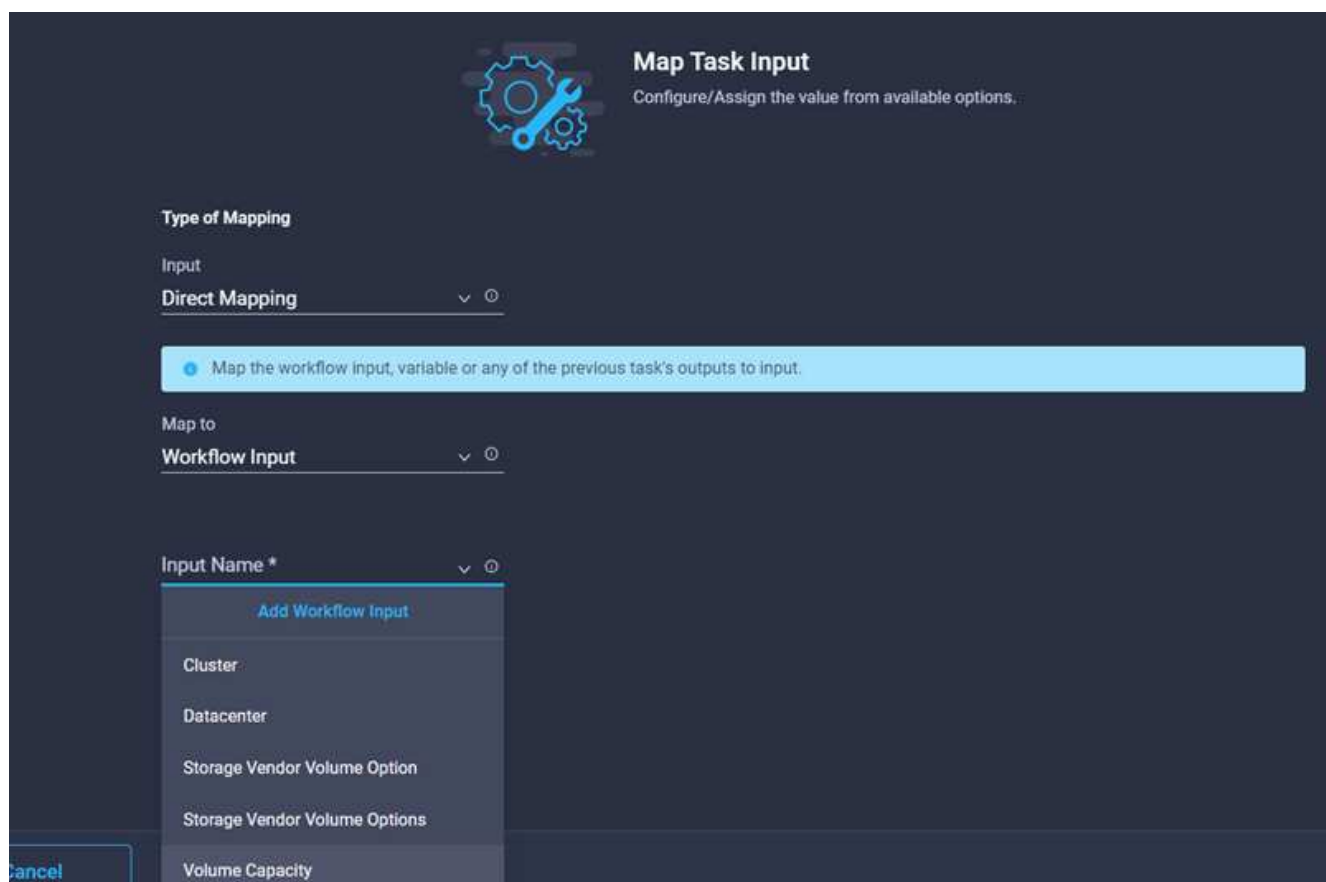 Map Task Input
Configure/Assign the value from available options.
Type of Mapping
Input
Direct Mapping
Map the workflow input, variable or any of the previous task's outputs to input.
Map to
Workflow Input
Input Name *
Add Workflow Input
Cluster
Datacenter
Storage Vendor Volume Option
Storage Vendor Volume Options
Volume Capacity
Cancel